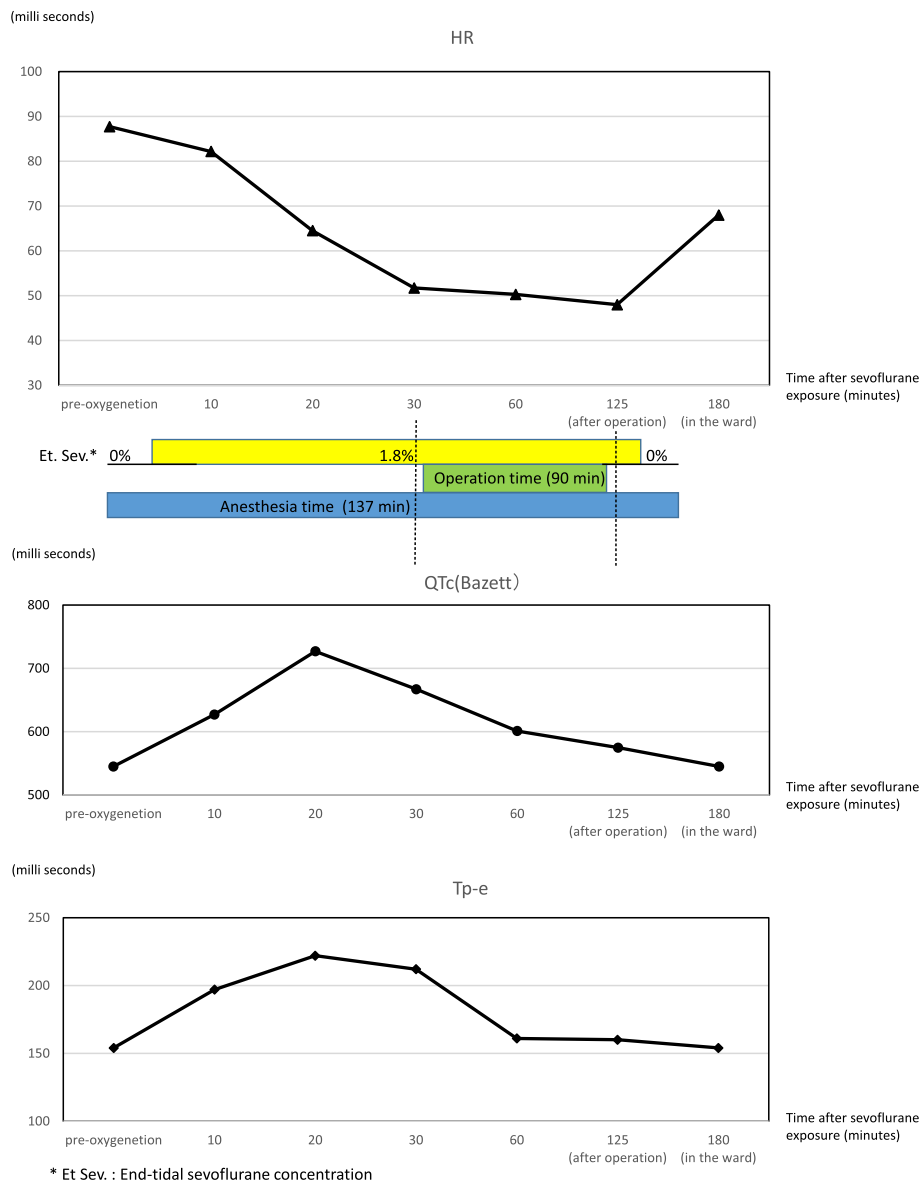 (milli seconds)
HR
100
90
80
70
60
50
40
30
pre-oxygenetion 10 20 30 60 125 180
(after operation) (in the ward)
Time after sevoflurane
exposure (minutes)
Et. Sev.* 0% 1.8% 0%
Operation time (90 min)
Anesthesia time (137 min)
(milli seconds)
QTc(Bazett）
800
700
600
500
pre-oxygenetion 10 20 30 60 125 180
(after operation) (in the ward)
Time after sevoflurane
exposure (minutes)
(milli seconds)
Tp-e
250
200
150
100
pre-oxygenetion 10 20 30 60 125 180
(after operation) (in the ward)
Time after sevoflurane
exposure (minutes)
* Et Sev. : End-tidal sevoflurane concentration